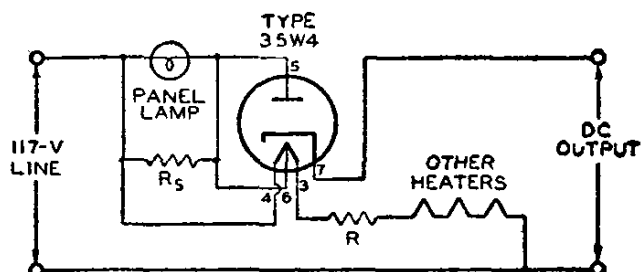 TYPE
35W4
5
PANEL
LAMP
117-V
LINE
RS
4
6
3
7
OTHER
HEATERS
R
DC
OUTPUT